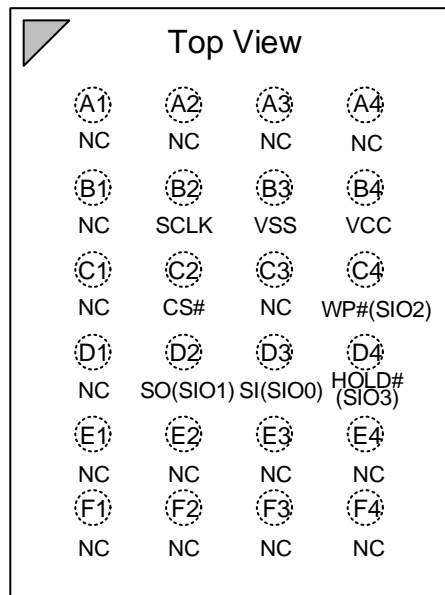 Top View
A1 A2 A3 A4
NC NC NC NC
B1 B2 B3 B4
NC SCLK VSS VCC
C1 C2 C3 C4
NC CS# NC WP#(SIO2)
D1 D2 D3 D4
NC SO(SIO1) SI(SIO0) HOLD#
(SIO3)
E1 E2 E3 E4
NC NC NC NC
F1 F2 F3 F4
NC NC NC NC